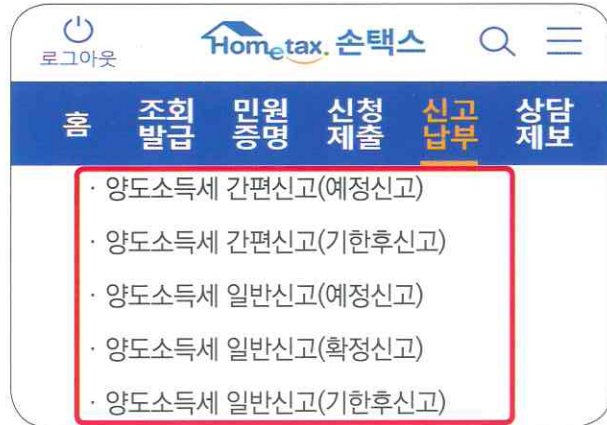 로그아웃
Hometax. 손택스
홈
조회 발급
민원 증명
신청 제출
신고 납부
상담 제보
· 양도소득세 간편신고(예정신고)
· 양도소득세 간편신고(기한후신고)
· 양도소득세 일반신고(예정신고)
· 양도소득세 일반신고(확정신고)
· 양도소득세 일반신고(기한후신고)